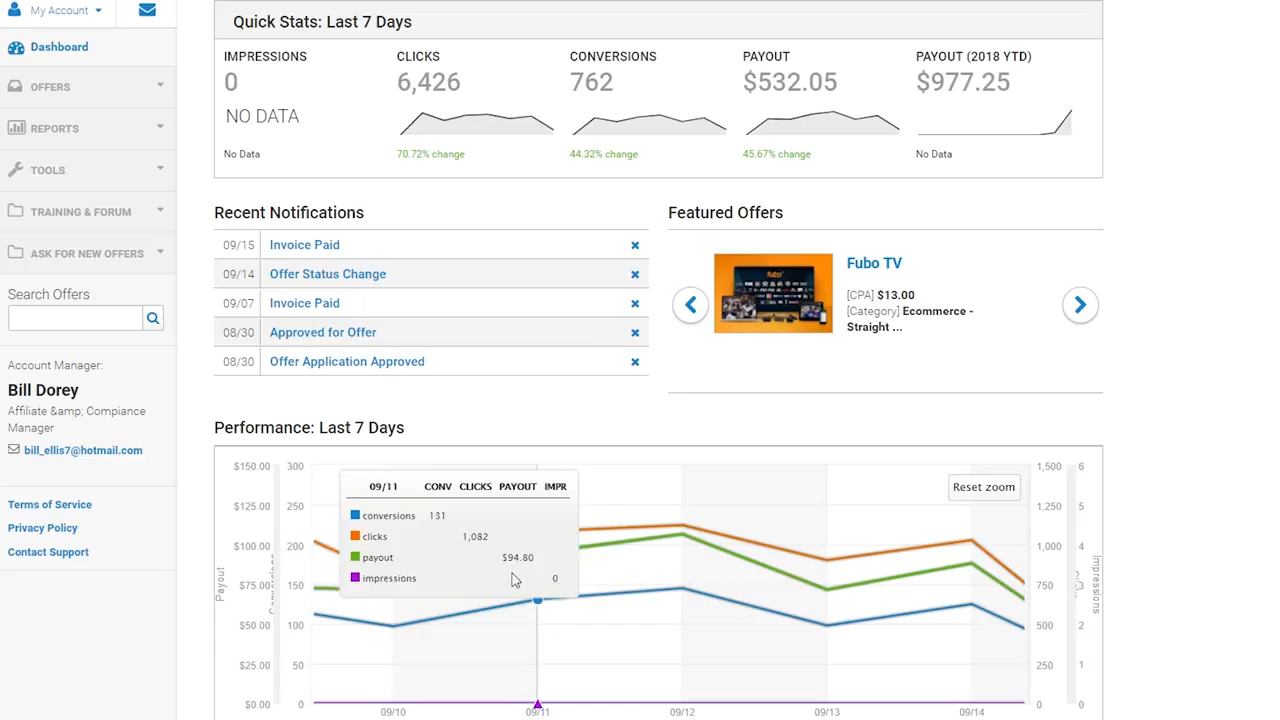 My Account
Dashboard
OFFERS
REPORTS
TOOLS
TRAINING & FORUM
ASK FOR NEW OFFERS
Search Offers
Account Manager:
Bill Dorey
Affiliate &amp; Compiance
Manager
bill_ellis7@hotmail.com
Terms of Service
Privacy Policy
Contact Support
Quick Stats: Last 7 Days
IMPRESSIONS CLICKS CONVERSIONS PAYOUT PAYOUT (2018 YTD)
0 6,426 762 $532.05 $977.25
NO DATA
No Data 70.72% change 44.32% change 45.67% change No Data
Recent Notifications
09/15 Invoice Paid
09/14 Offer Status Change
09/07 Invoice Paid
08/30 Approved for Offer
08/30 Offer Application Approved
Featured Offers
Fubo TV
[CPA] $13.00
[Category] Ecommerce -
Straight ...
fubo
Performance: Last 7 Days
$150.00 300 1,500 6
$125.00 250 1,250 5
$100.00 200 1,000 4
$75.00 150 750 3
$50.00 100 500 2
$25.00 50 250 1
$0.00 0 0 0
Payout
Conversions
Impressions
Reset zoom
09/11 CONV CLICKS PAYOUT IMPR
conversions 131
clicks 1,082
payout $94.80
impressions 0
09/10 09/11 09/12 09/13 09/14